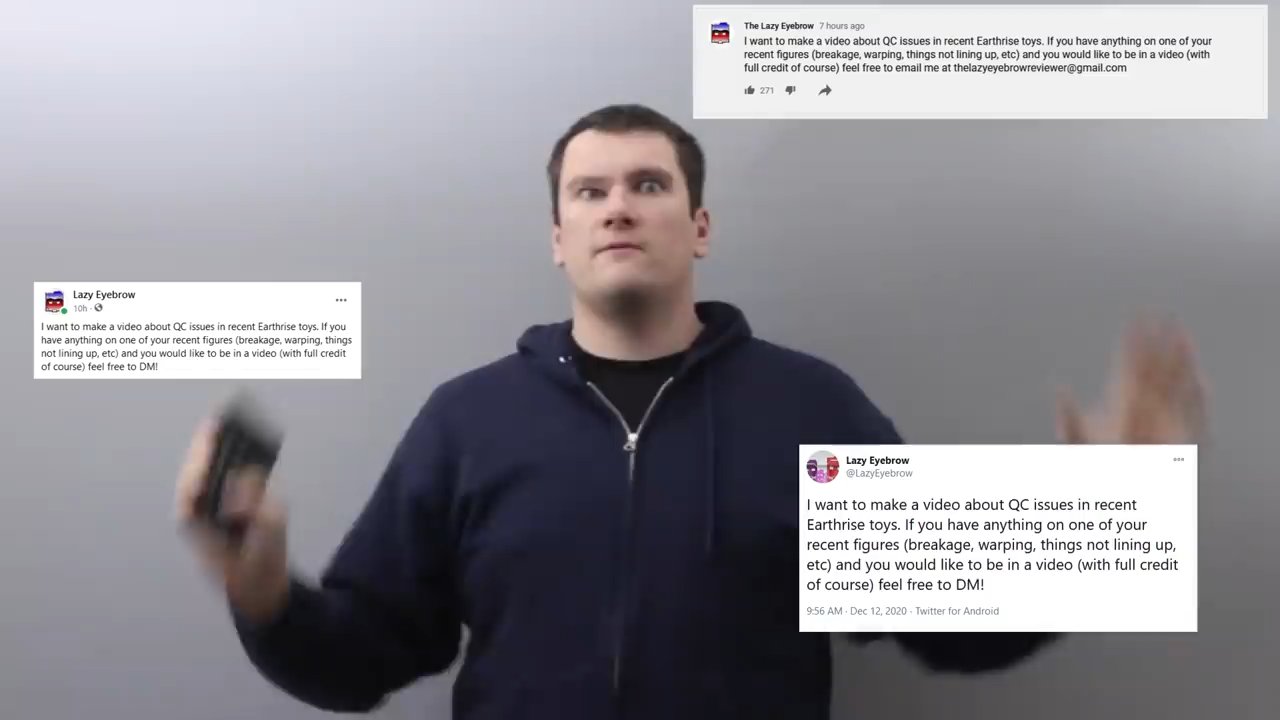 The Lazy Eyebrow 7 hours ago
I want to make a video about QC issues in recent Earthrise toys. If you have anything on one of your
recent figures (breakage, warping, things not lining up, etc) and you would like to be in a video (with
full credit of course) feel free to email me at thelazyeyebrowreviewer@gmail.com
271
Lazy Eyebrow
10h ·
I want to make a video about QC issues in recent Earthrise toys. If you
have anything on one of your recent figures (breakage, warping, things
not lining up, etc) and you would like to be in a video (with full credit
of course) feel free to DM!
Lazy Eyebrow
@LazyEyebrow
I want to make a video about QC issues in recent
Earthrise toys. If you have anything on one of your
recent figures (breakage, warping, things not lining up,
etc) and you would like to be in a video (with full credit
of course) feel free to DM!
9:56 AM · Dec 12, 2020 · Twitter for Android